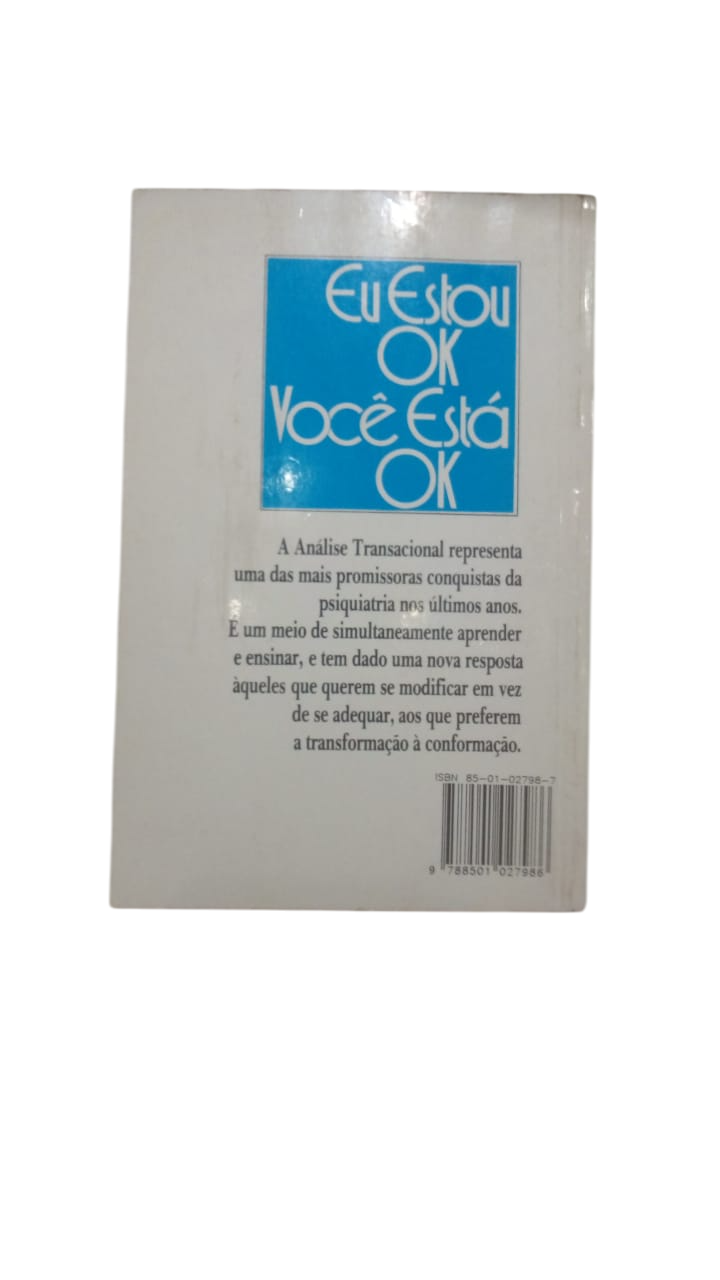 Eu Estou
OK
Você Está
OK
A Análise Transacional representa
uma das mais promissoras conquistas da
psiquiatria nos últimos anos.
É um meio de simultaneamente aprender
e ensinar, e tem dado uma nova resposta
àqueles que querem se modificar em vez
de se adequar, aos que preferem
a transformação à conformação.
ISBN 85-01-02798-7
9 788501 027986